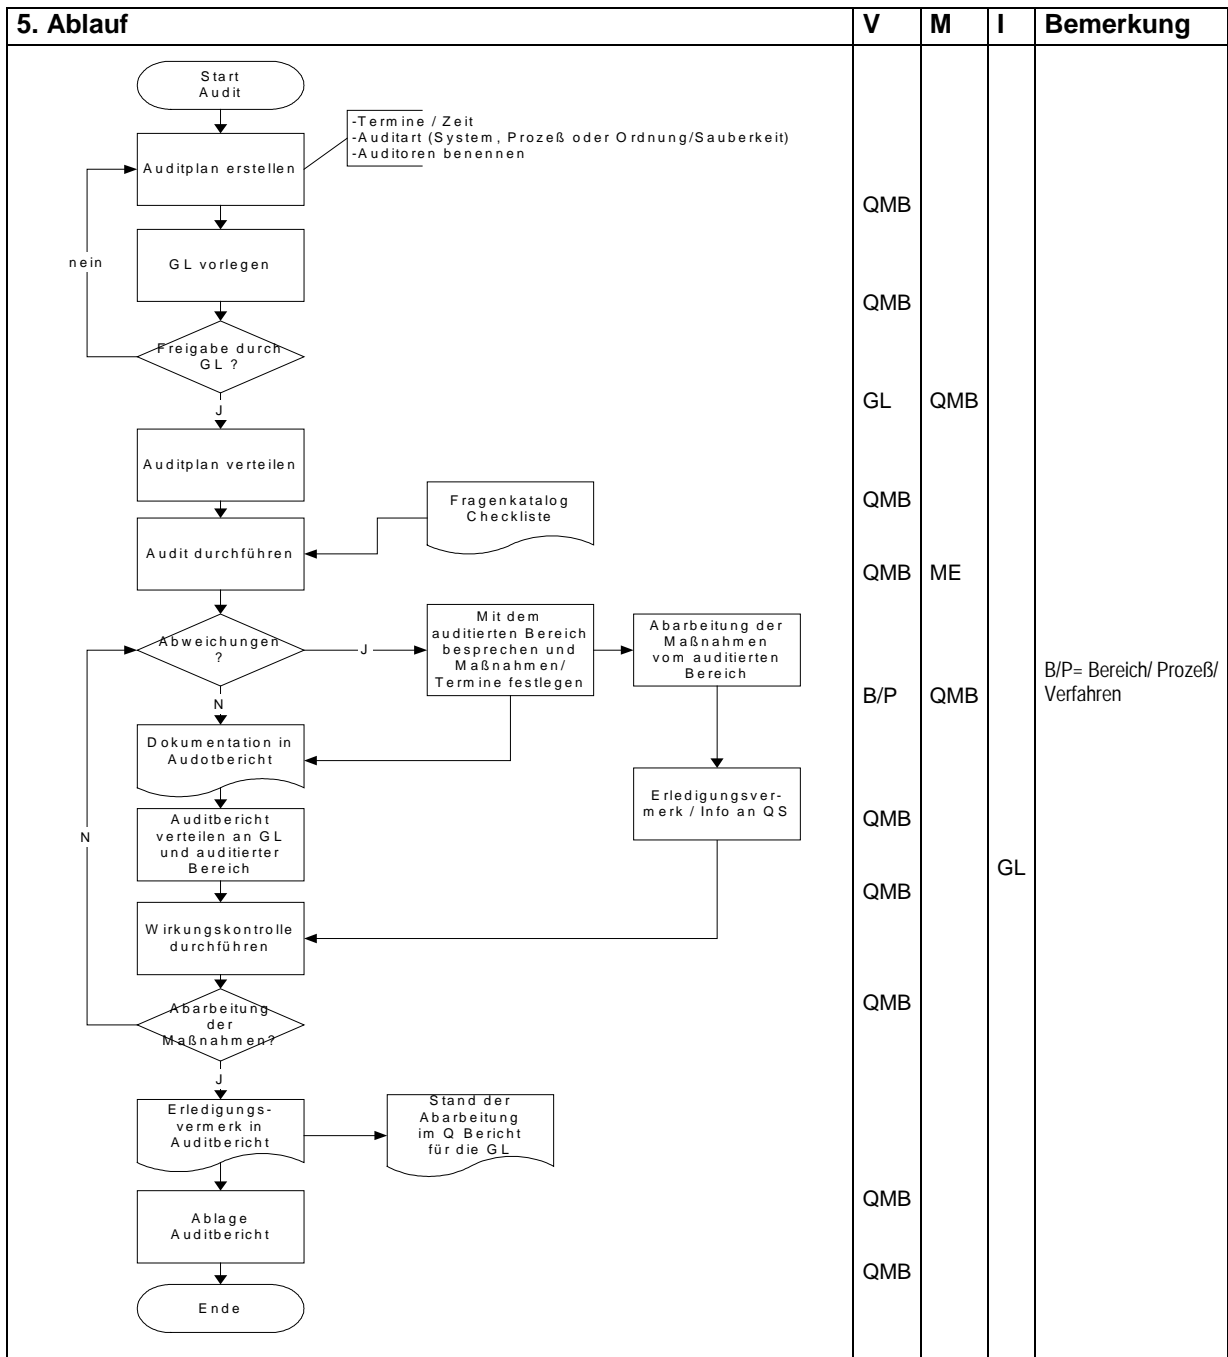 5. Ablauf V M I Bemerkung
Start
Audit
-Termine / Zeit
-Auditart (System, Prozeß oder Ordnung/Sauberkeit)
-Auditoren benennen
Auditplan erstellen
QMB
nein
GL vorlegen
QMB
Freigabe durch
GL ?
GL QMB
J
Auditplan verteilen
Fragenkatalog
Checkliste
QMB
Audit durchführen
QMB ME
Abweichungen
?
J
Mit dem
auditierten Bereich
besprechen und
Maßnahmen/
Termine festlegen
Abarbeitung der
Maßnahmen
vom auditierten
Bereich
B/P QMB
B/P= Bereich/ Prozeß/
Verfahren
N
Dokumentation in
Audotbericht
Erledigungsver-
merk / Info an QS
QMB
N
Auditbericht
verteilen an GL
und auditierter
Bereich
GL
QMB
Wirkungskontrolle
durchführen
Abarbeitung
der
Maßnahmen?
QMB
J
Erledigungs-
vermerk in
Auditbericht
Stand der
Abarbeitung
im Q Bericht
für die GL
QMB
Ablage
Auditbericht
QMB
Ende